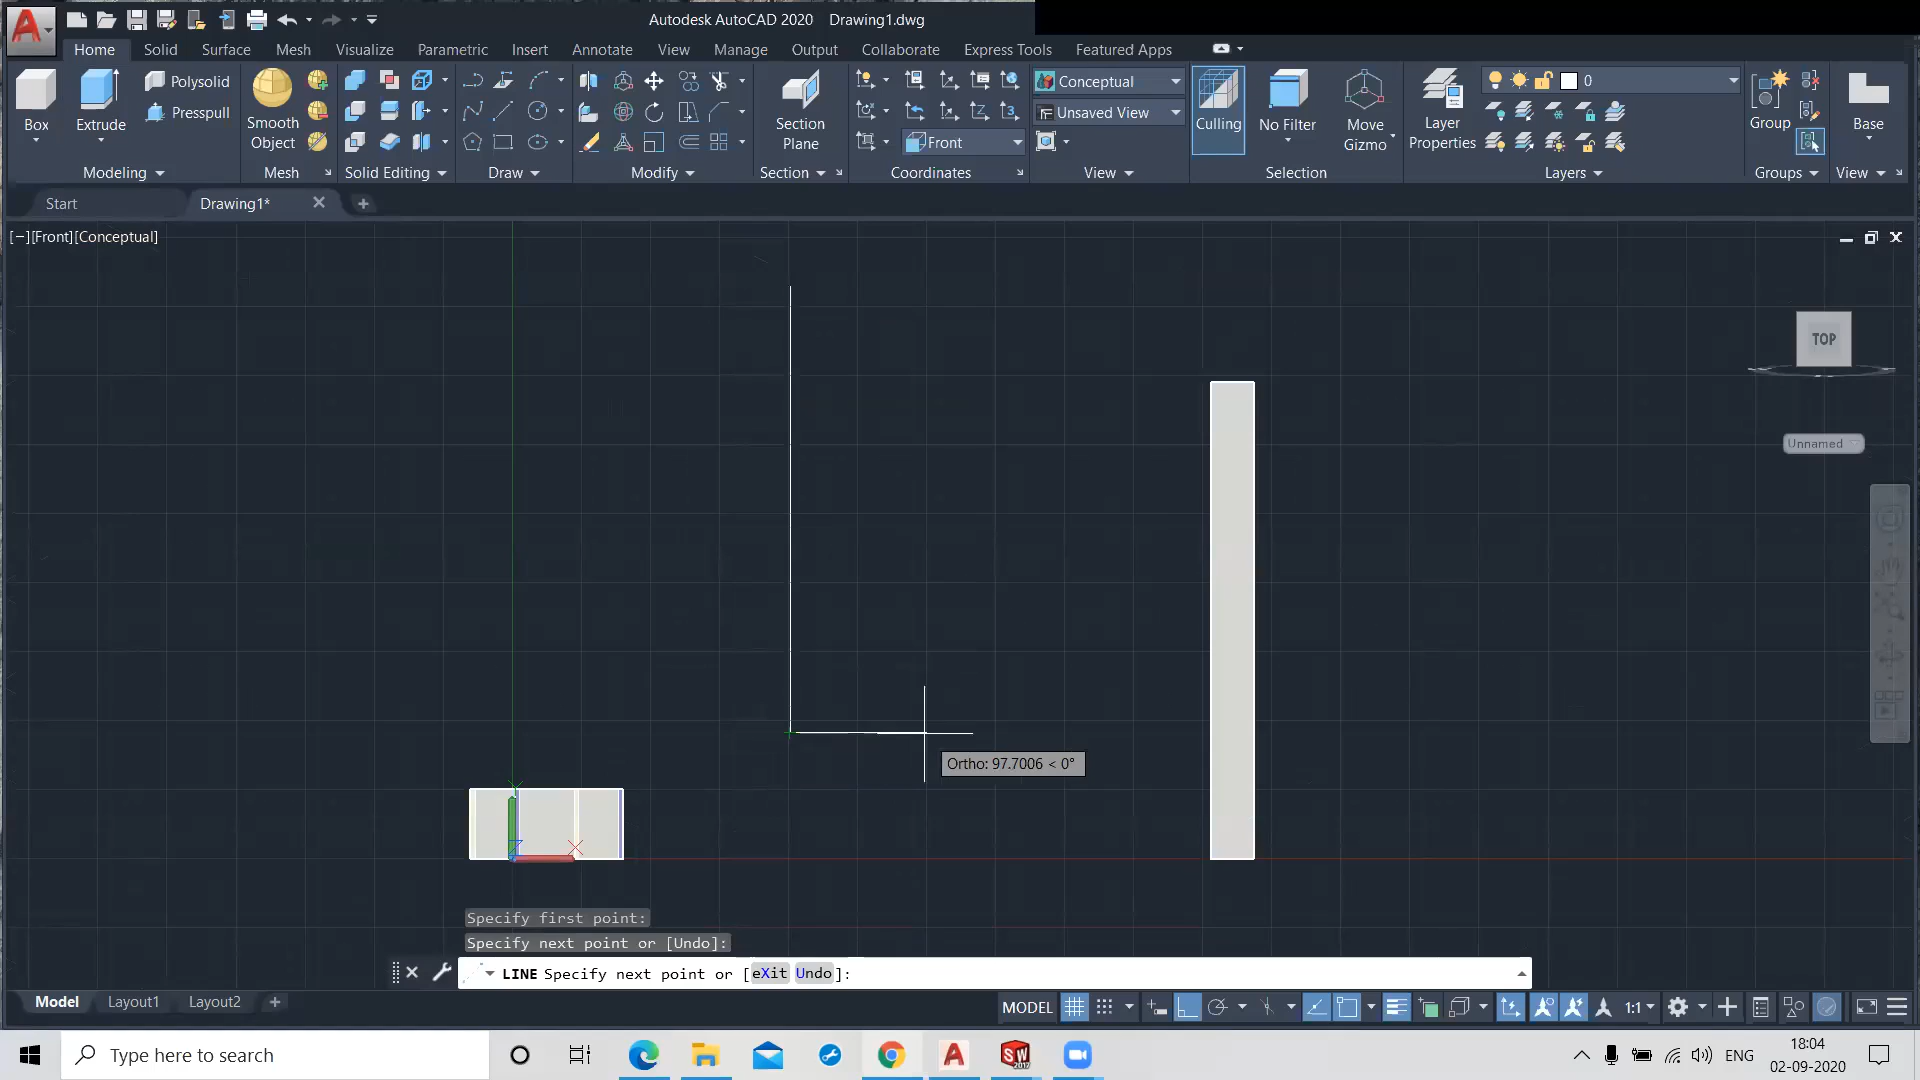 Autodesk AutoCAD 2020 Drawing1.dwg
Home Solid Surface Mesh Visualize Parametric Insert Annotate View Manage Output Collaborate Express Tools Featured Apps
Box
Extrude
Polysolid
Presspull
Smooth
Object
Section
Plane
Front
Conceptual
Unsaved View
Culling
No Filter
Move
Gizmo
Layer
Properties
0
Group
Base
Modeling Mesh Solid Editing Draw Modify Section Coordinates View Selection Layers Groups View
Start Drawing1*
[−][Front][Conceptual]
TOP
Unnamed
Ortho: 97.7006 < 0°
X
Specify first point:
Specify next point or [Undo]:
LINE Specify next point or [eXit Undo]:
Model Layout1 Layout2
MODEL 1:1
Type here to search
ENG
18:04
02-09-2020
SW
2017